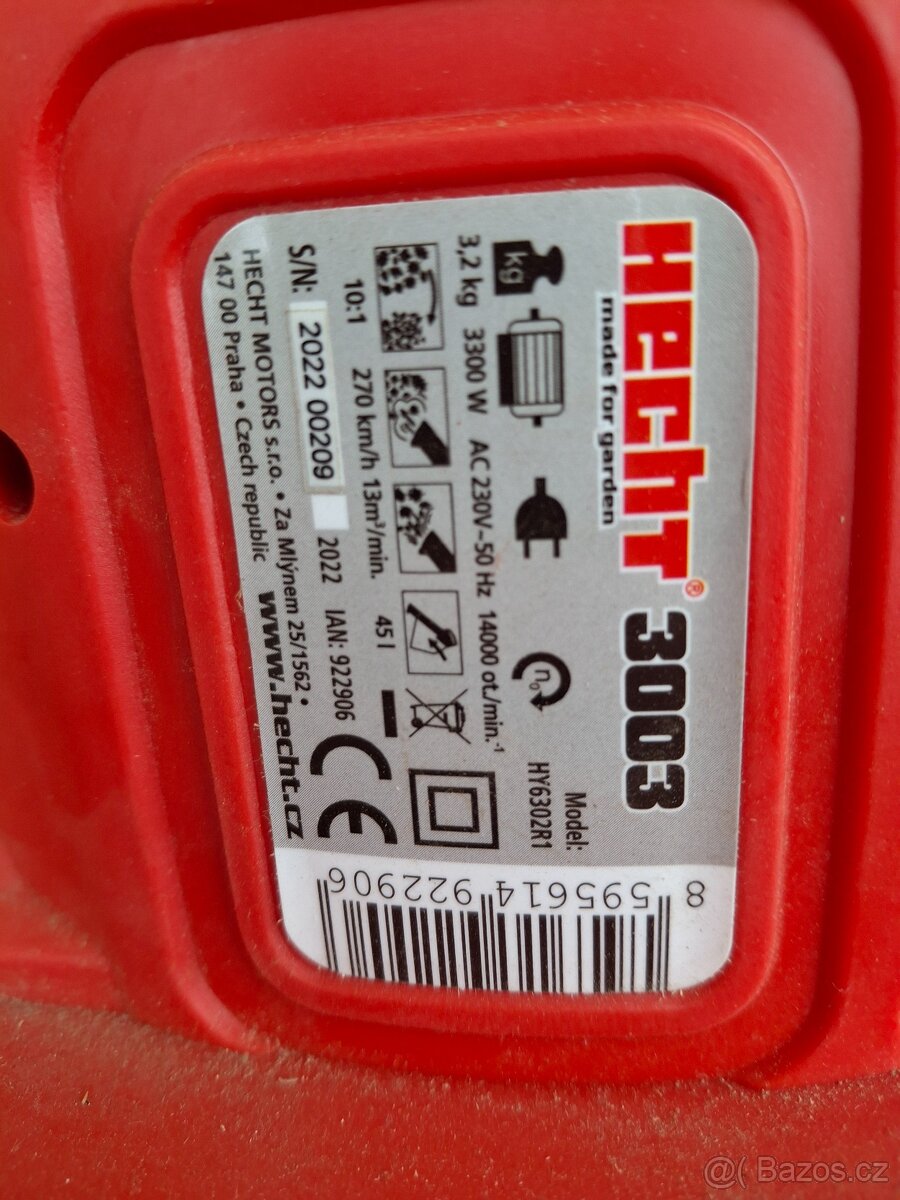 HECHT® 3003
made for garden
kg
n₀
Model:
HY6302R1
3,2 kg 3300 W AC 230V~50 Hz 14000 ot./min.⁻¹
10:1 270 km/h 13m³/min. 45 l
S/N: 2022 00209 2022 IAN: 922906
CE
HECHT MOTORS s.r.o. • Za Mlýnem 25/1562 •
147 00 Praha • Czech republic www.hecht.cz
8 595614 922906
@( Bazos.cz